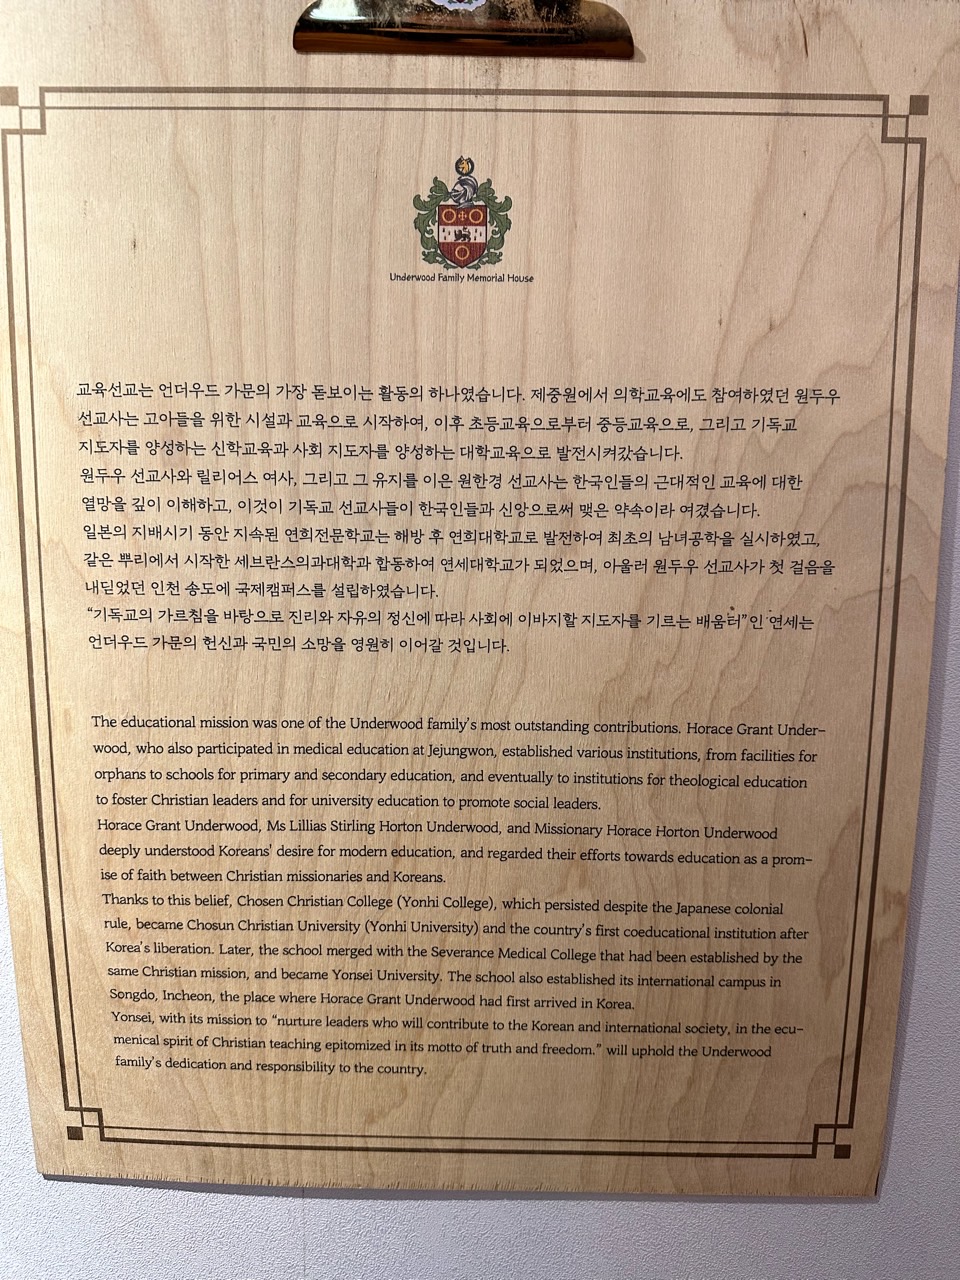 Underwood Family Memorial House
교육선교는 언더우드 가문의 가장 돋보이는 활동의 하나였습니다. 제중원에서 의학교육에도 참여하였던 원두우
선교사는 고아들을 위한 시설과 교육으로 시작하여, 이후 초등교육으로부터 중등교육으로, 그리고 기독교
지도자를 양성하는 신학교육과 사회 지도자를 양성하는 대학교육으로 발전시켜갔습니다.
원두우 선교사와 릴리어스 여사, 그리고 그 유지를 이은 원한경 선교사는 한국인들의 근대적인 교육에 대한
열망을 깊이 이해하고, 이것이 기독교 선교사들이 한국인들과 신앙으로써 맺은 약속이라 여겼습니다.
일본의 지배시기 동안 지속된 연희전문학교는 해방 후 연희대학교로 발전하여 최초의 남녀공학을 실시하였고,
같은 뿌리에서 시작한 세브란스의과대학과 합동하여 연세대학교가 되었으며, 아울러 원두우 선교사가 첫 걸음을
내딛었던 인천 송도에 국제캠퍼스를 설립하였습니다.
“기독교의 가르침을 바탕으로 진리와 자유의 정신에 따라 사회에 이바지할 지도자를 기르는 배움터”인 연세는
언더우드 가문의 헌신과 국민의 소망을 영원히 이어갈 것입니다.
The educational mission was one of the Underwood family's most outstanding contributions. Horace Grant Under-
wood, who also participated in medical education at Jejungwon, established various institutions, from facilities for
orphans to schools for primary and secondary education, and eventually to institutions for theological education
to foster Christian leaders and for university education to promote social leaders.
Horace Grant Underwood, Ms Lillias Stirling Horton Underwood, and Missionary Horace Horton Underwood
deeply understood Koreans' desire for modern education, and regarded their efforts towards education as a prom-
ise of faith between Christian missionaries and Koreans.
Thanks to this belief, Chosen Christian College (Yonhi College), which persisted despite the Japanese colonial
rule, became Chosun Christian University (Yonhi University) and the country's first coeducational institution after
Korea's liberation. Later, the school merged with the Severance Medical College that had been established by the
same Christian mission, and became Yonsei University. The school also established its international campus in
Songdo, Incheon, the place where Horace Grant Underwood had first arrived in Korea.
Yonsei, with its mission to “nurture leaders who will contribute to the Korean and international society, in the ecu-
menical spirit of Christian teaching epitomized in its motto of truth and freedom.” will uphold the Underwood
family's dedication and responsibility to the country.